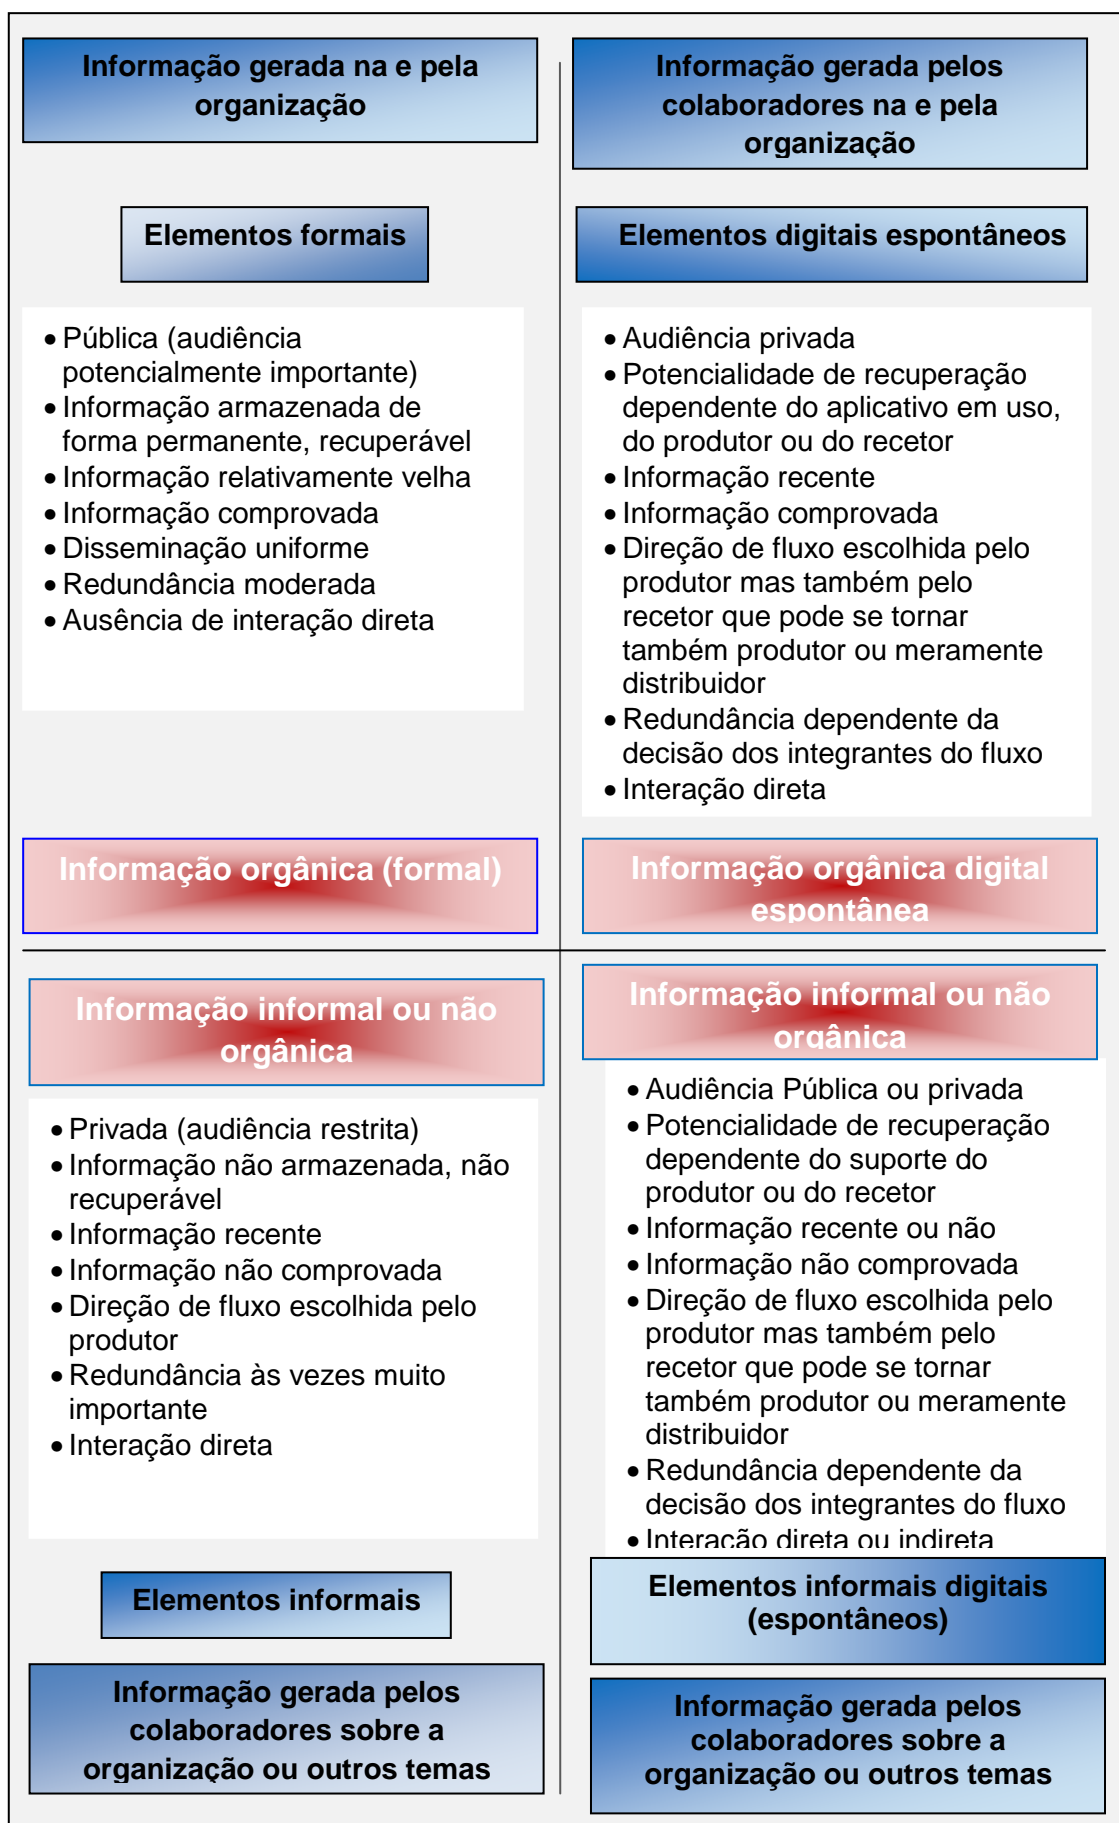 Informação gerada na e pela
organização
Elementos formais
• Pública (audiência
potencialmente importante)
• Informação armazenada de
forma permanente, recuperável
• Informação relativamente velha
• Informação comprovada
• Disseminação uniforme
• Redundância moderada
• Ausência de interação direta
Informação orgânica (formal)
Informação gerada pelos
colaboradores na e pela
organização
Elementos digitais espontâneos
• Audiência privada
• Potencialidade de recuperação
dependente do aplicativo em uso,
do produtor ou do recetor
• Informação recente
• Informação comprovada
• Direção de fluxo escolhida pelo
produtor mas também pelo
recetor que pode se tornar
também produtor ou meramente
distribuidor
• Redundância dependente da
decisão dos integrantes do fluxo
• Interação direta
Informação orgânica digital
espontânea
Informação informal ou não
orgânica
• Privada (audiência restrita)
• Informação não armazenada, não
recuperável
• Informação recente
• Informação não comprovada
• Direção de fluxo escolhida pelo
produtor
• Redundância às vezes muito
importante
• Interação direta
Elementos informais
Informação gerada pelos
colaboradores sobre a
organização ou outros temas
Informação informal ou não
orgânica
• Audiência Pública ou privada
• Potencialidade de recuperação
dependente do suporte do
produtor ou do recetor
• Informação recente ou não
• Informação não comprovada
• Direção de fluxo escolhida pelo
produtor mas também pelo
recetor que pode se tornar
também produtor ou meramente
distribuidor
• Redundância dependente da
decisão dos integrantes do fluxo
• Interação direta ou indireta
Elementos informais digitais
(espontâneos)
Informação gerada pelos
colaboradores sobre a
organização ou outros temas